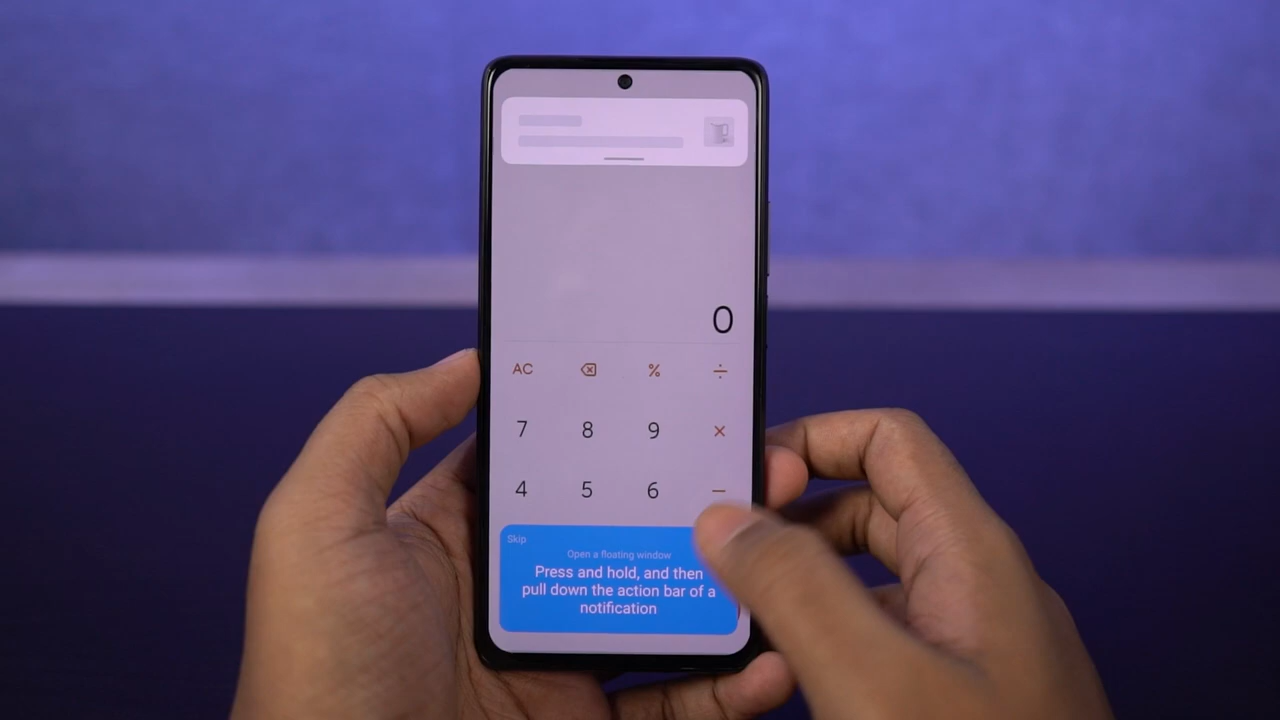 0
AC % ÷
7 8 9 ×
4 5 6 −
Skip
Open a floating window
Press and hold, and then
pull down the action bar of a
notification